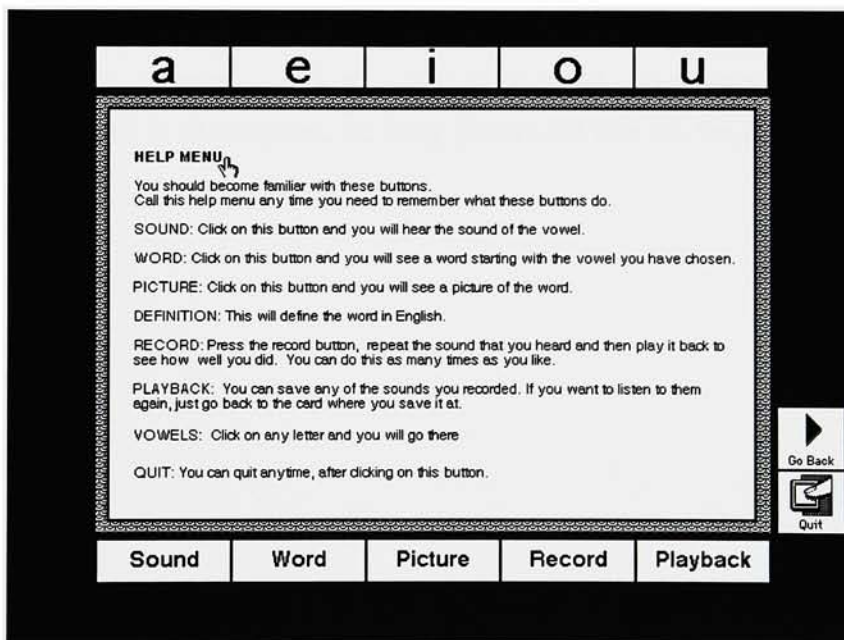 a e i o u
HELP MENU
You should become familiar with these buttons.
Call this help menu any time you need to remember what these buttons do.
SOUND: Click on this button and you will hear the sound of the vowel.
WORD: Click on this button and you will see a word starting with the vowel you have chosen.
PICTURE: Click on this button and you will see a picture of the word.
DEFINITION: This will define the word in English.
RECORD: Press the record button, repeat the sound that you heard and then play it back to
see how well you did. You can do this as many times as you like.
PLAYBACK: You can save any of the sounds you recorded. If you want to listen to them
again, just go back to the card where you save it at.
VOWELS: Click on any letter and you will go there
QUIT: You can quit anytime, after clicking on this button.
Go Back
Quit
Sound Word Picture Record Playback